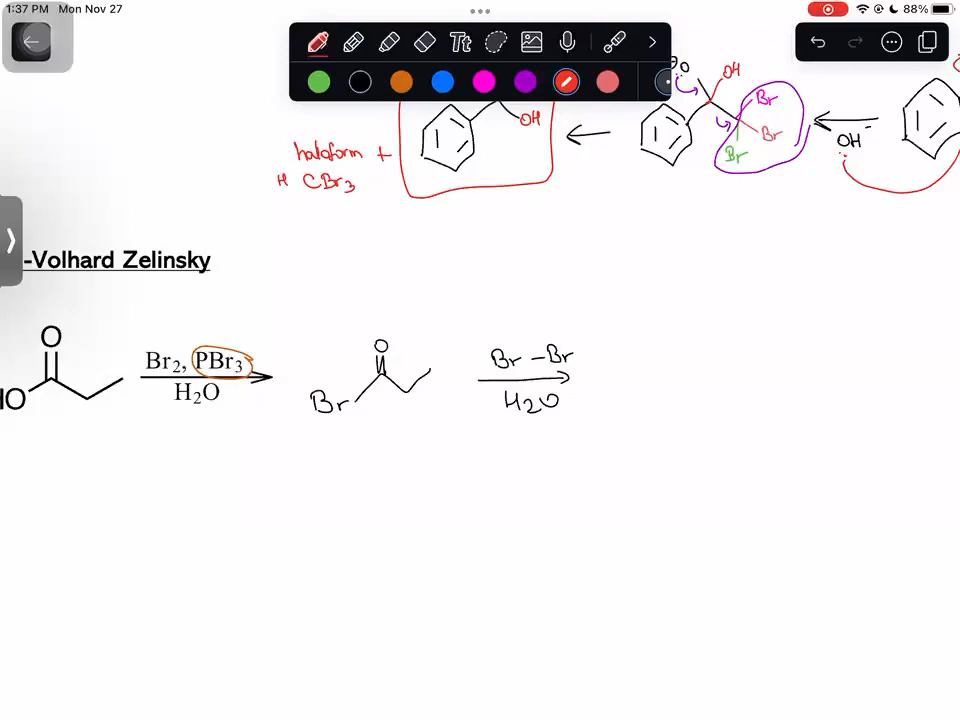 1:37 PM Mon Nov 27
88%
Tt
OH
Br
Br
Br
OH
OH⁻
haloform +
H CBr3
-Volhard Zelinsky
O
HO
Br2, PBr3
H2O
O
Br
Br - Br
H2O